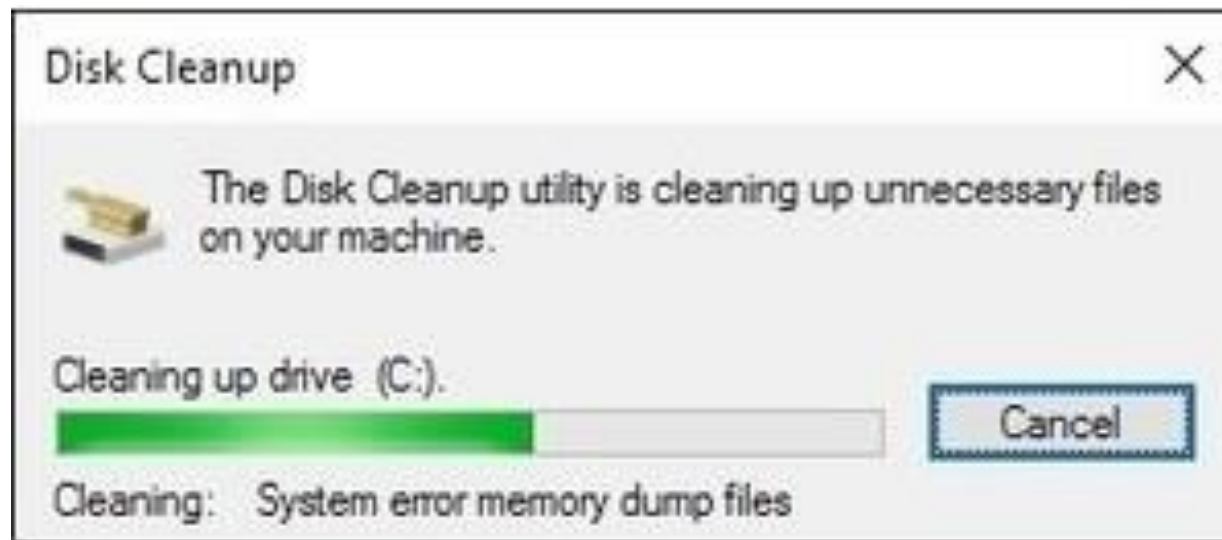 Disk Cleanup
The Disk Cleanup utility is cleaning up unnecessary files
on your machine.
Cleaning up drive (C:).
Cancel
Cleaning: System error memory dump files